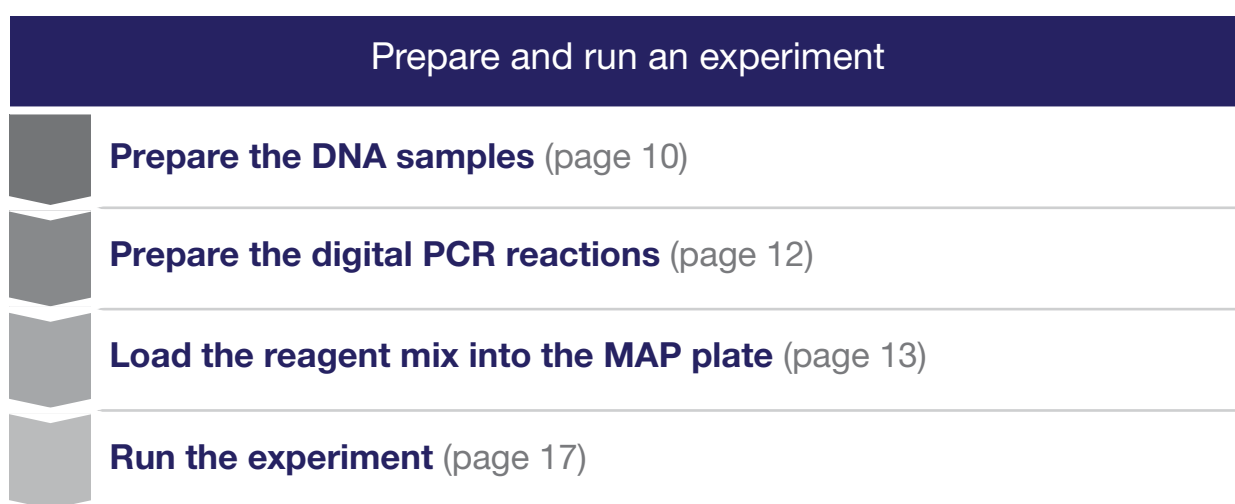 Prepare and run an experiment
Prepare the DNA samples (page 10)
Prepare the digital PCR reactions (page 12)
Load the reagent mix into the MAP plate (page 13)
Run the experiment (page 17)